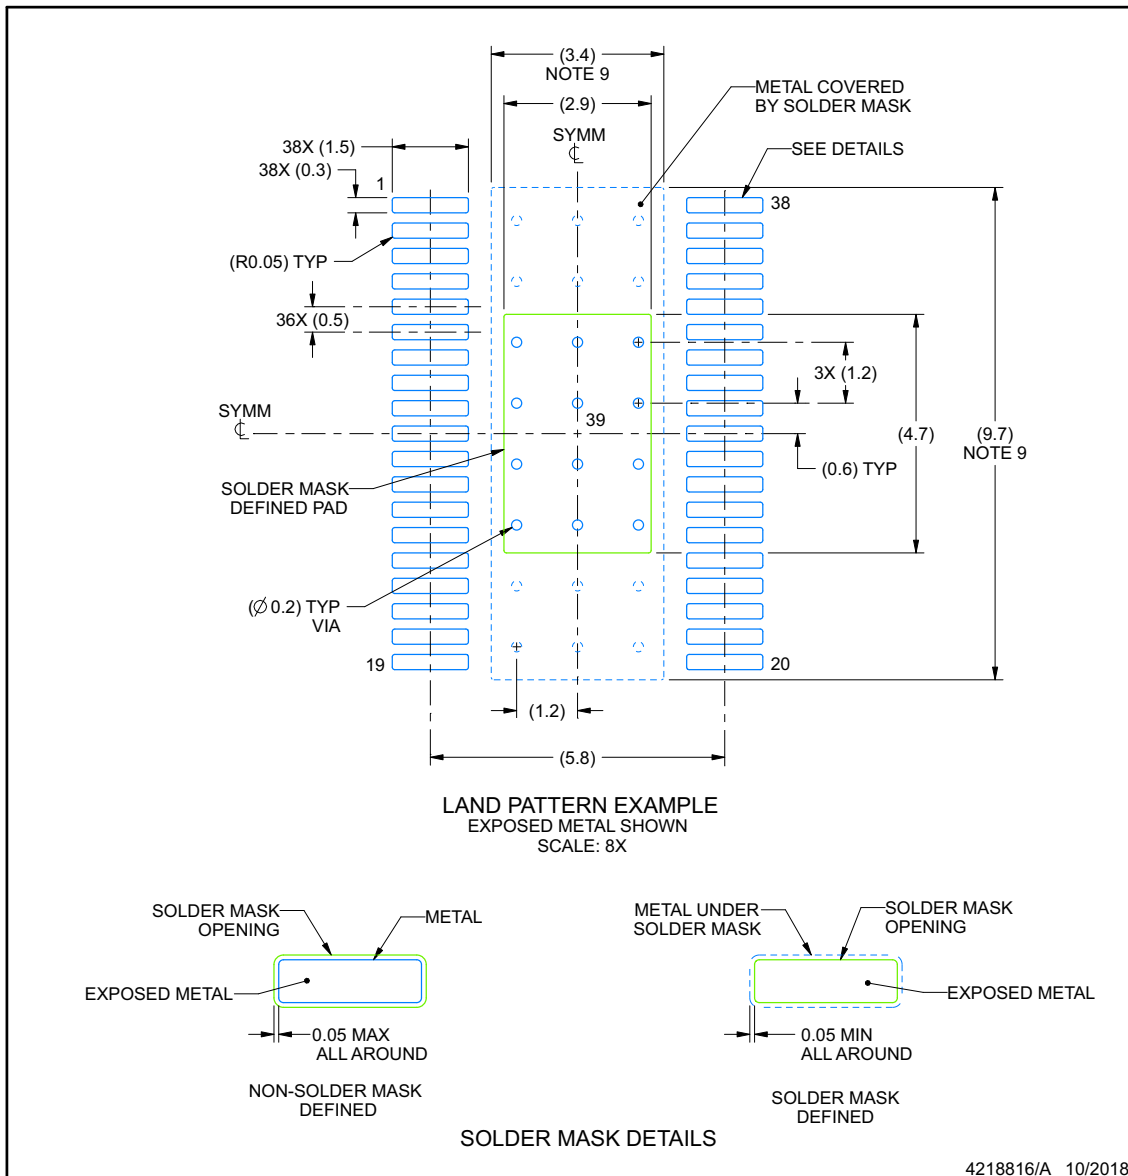 (3.4)
NOTE 9
METAL COVERED
BY SOLDER MASK
(2.9)
SYMM
℄
38X (1.5)
SEE DETAILS
38X (0.3)
1
38
(R0.05) TYP
36X (0.5)
3X (1.2)
SYMM
℄
39
(4.7)
(9.7)
NOTE 9
(0.6) TYP
SOLDER MASK
DEFINED PAD
(Ø 0.2) TYP
VIA
19
20
(1.2)
(5.8)
LAND PATTERN EXAMPLE
EXPOSED METAL SHOWN
SCALE: 8X
SOLDER MASK
OPENING
METAL
EXPOSED METAL
0.05 MAX
ALL AROUND
NON-SOLDER MASK
DEFINED
METAL UNDER
SOLDER MASK
SOLDER MASK
OPENING
EXPOSED METAL
0.05 MIN
ALL AROUND
SOLDER MASK
DEFINED
SOLDER MASK DETAILS
4218816/A 10/2018